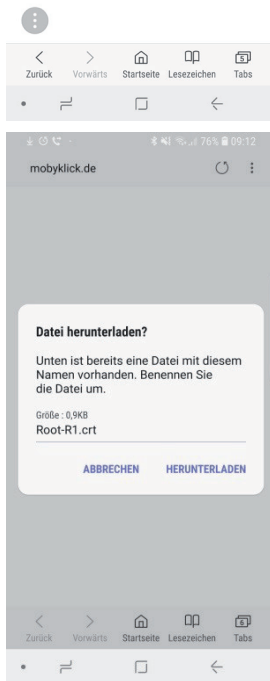 Zurück Vorwärts Startseite Lesezeichen Tabs
5
76% 09:12
mobyklick.de
Datei herunterladen?
Unten ist bereits eine Datei mit diesem
Namen vorhanden. Benennen Sie
die Datei um.
Größe : 0,9KB
Root-R1.crt
ABBRECHEN HERUNTERLADEN
6
Zurück Vorwärts Startseite Lesezeichen Tabs